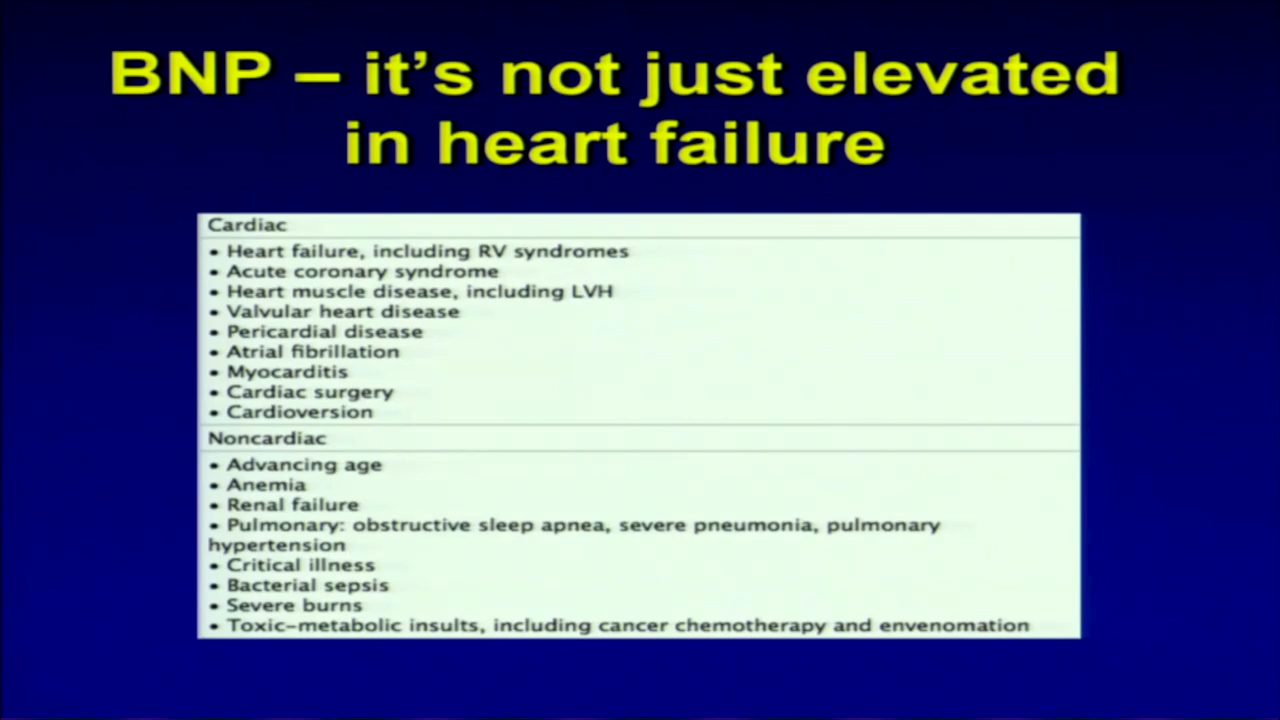 BNP – it's not just elevated
in heart failure
Cardiac
• Heart failure, including RV syndromes
• Acute coronary syndrome
• Heart muscle disease, including LVH
• Valvular heart disease
• Pericardial disease
• Atrial fibrillation
• Myocarditis
• Cardiac surgery
• Cardioversion
Noncardiac
• Advancing age
• Anemia
• Renal failure
• Pulmonary: obstructive sleep apnea, severe pneumonia, pulmonary
hypertension
• Critical illness
• Bacterial sepsis
• Severe burns
• Toxic-metabolic insults, including cancer chemotherapy and envenomation